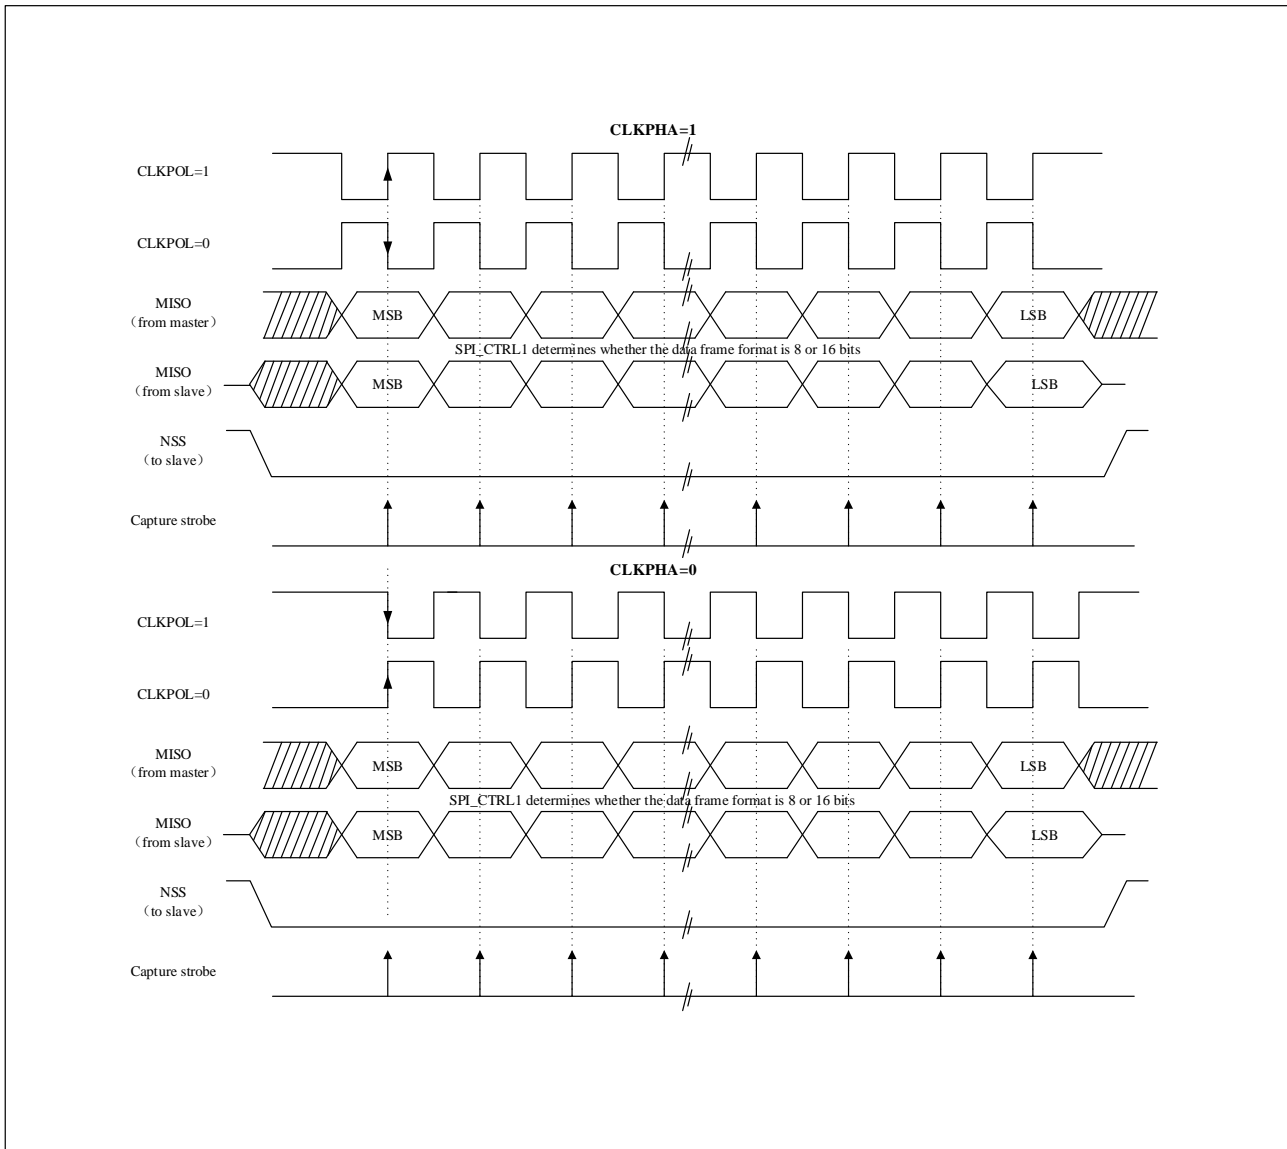 CLKPHA=1
CLKPOL=1
CLKPOL=0
MISO
（from master）
MSB
LSB
SPI_CTRL1 determines whether the data frame format is 8 or 16 bits
MISO
（from slave）
MSB
LSB
NSS
（to slave）
Capture strobe
CLKPHA=0
CLKPOL=1
CLKPOL=0
MISO
（from master）
MSB
LSB
SPI_CTRL1 determines whether the data frame format is 8 or 16 bits
MISO
（from slave）
MSB
LSB
NSS
（to slave）
Capture strobe